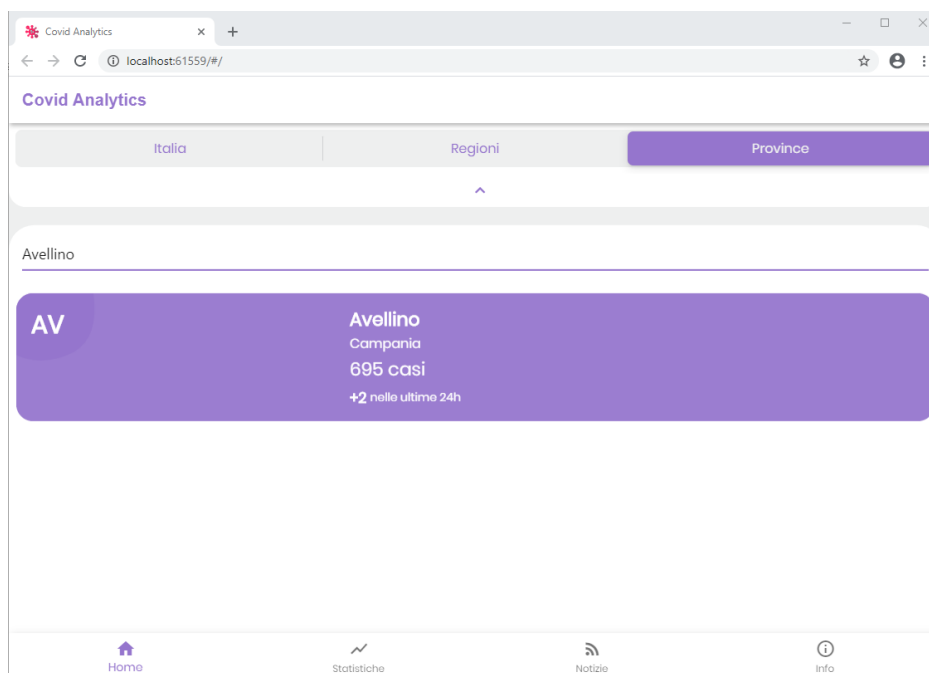 Covid Analytics
localhost:61559/#/
Covid Analytics
Italia Regioni Province
Avellino
AV
Avellino
Campania
695 casi
+2 nelle ultime 24h
Home Statistiche Notizie Info